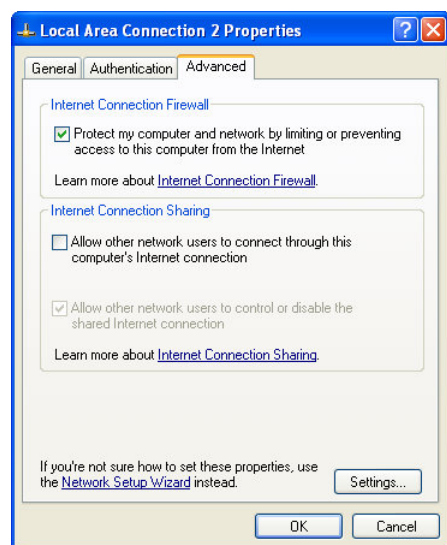 Local Area Connection 2 Properties
General Authentication Advanced
Internet Connection Firewall
Protect my computer and network by limiting or preventing
access to this computer from the Internet
Learn more about Internet Connection Firewall.
Internet Connection Sharing
Allow other network users to connect through this
computer's Internet connection
Allow other network users to control or disable the
shared Internet connection
Learn more about Internet Connection Sharing.
If you're not sure how to set these properties, use
the Network Setup Wizard instead.
Settings...
OK Cancel